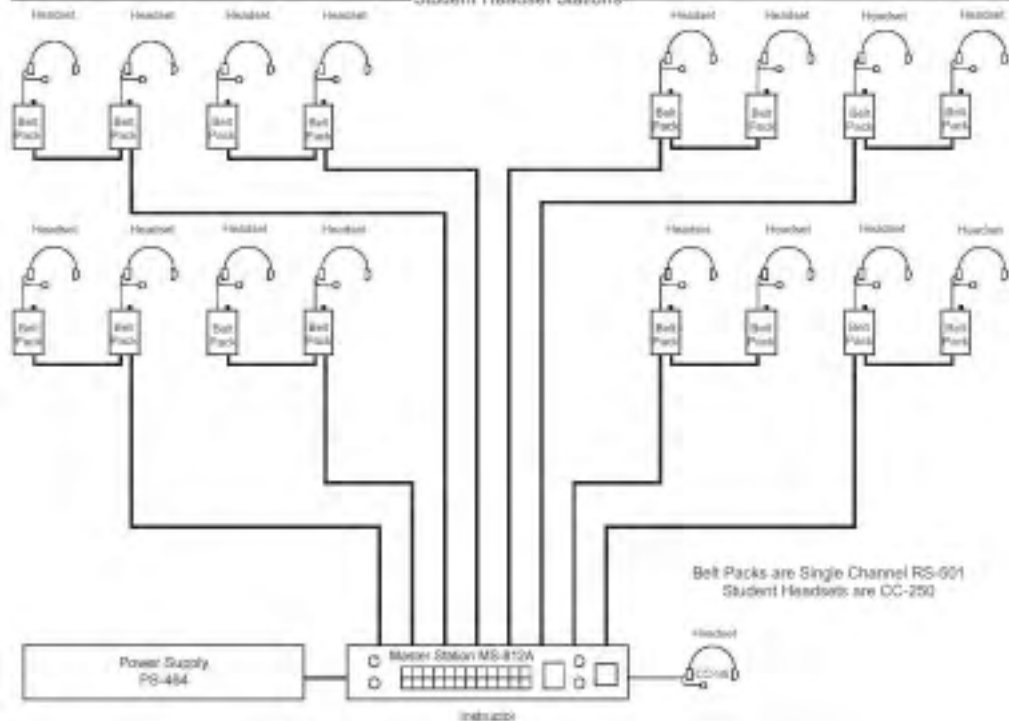 Student Headset Stations
Headset
Headset
Headset
Headset
Headset
Headset
Headset
Headset
Belt Pack
Belt Pack
Belt Pack
Belt Pack
Belt Pack
Belt Pack
Belt Pack
Belt Pack
Headset
Headset
Headset
Headset
Headset
Headset
Headset
Headset
Belt Pack
Belt Pack
Belt Pack
Belt Pack
Belt Pack
Belt Pack
Belt Pack
Belt Pack
Belt Packs are Single Channel RS-501
Student Headsets are CC-250
Headset
Power Supply
PS-464
Master Station MS-812A
Instructor